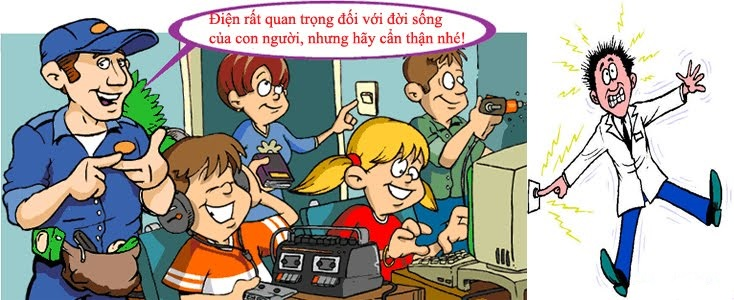 Điện rất quan trọng đối với đời sống
của con người, nhưng hãy cẩn thận nhé!